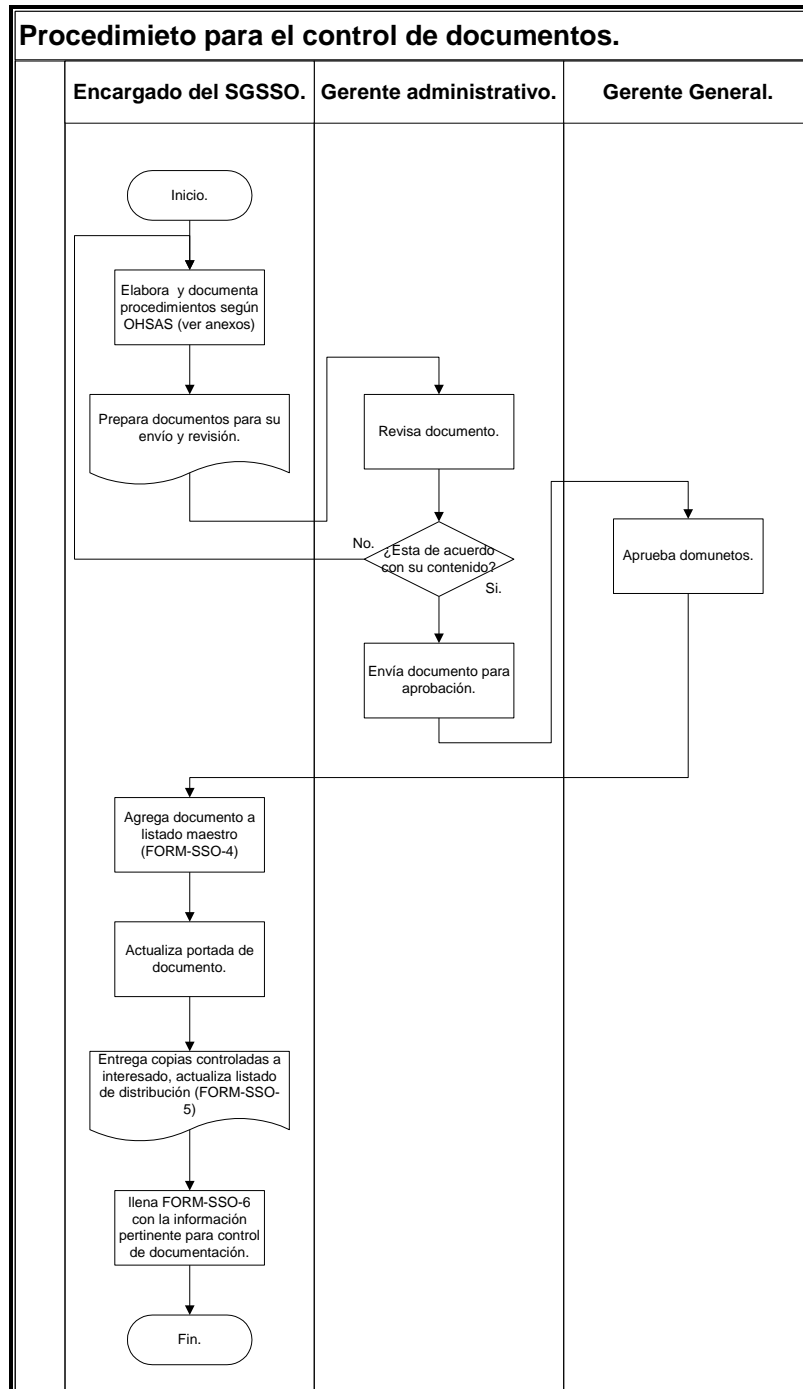 Procedimieto para el control de documentos.
Encargado del SGSSO.
Gerente administrativo.
Gerente General.
Inicio.
Elabora  y documenta
procedimientos según
OHSAS (ver anexos)
Prepara documentos para su
envío y revisión.
Revisa documento.
No.
¿Esta de acuerdo
con su contenido?
Si.
Aprueba domunetos.
Envía documento para
aprobación.
Agrega documento a
listado maestro
(FORM-SSO-4)
Actualiza portada de
documento.
Entrega copias controladas a
interesado, actualiza listado
de distribución (FORM-SSO-
5)
llena FORM-SSO-6
con la información
pertinente para control
de documentación.
Fin.